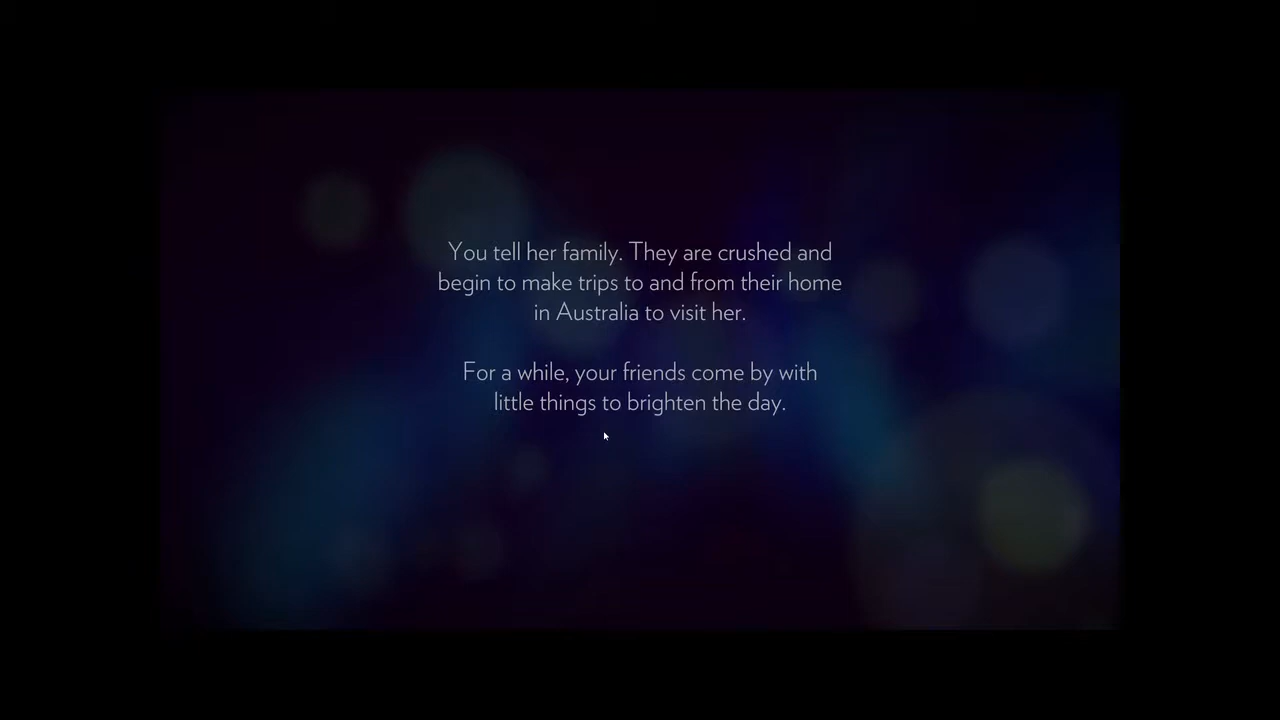 You tell her family. They are crushed and
begin to make trips to and from their home
in Australia to visit her.
For a while, your friends come by with
little things to brighten the day.